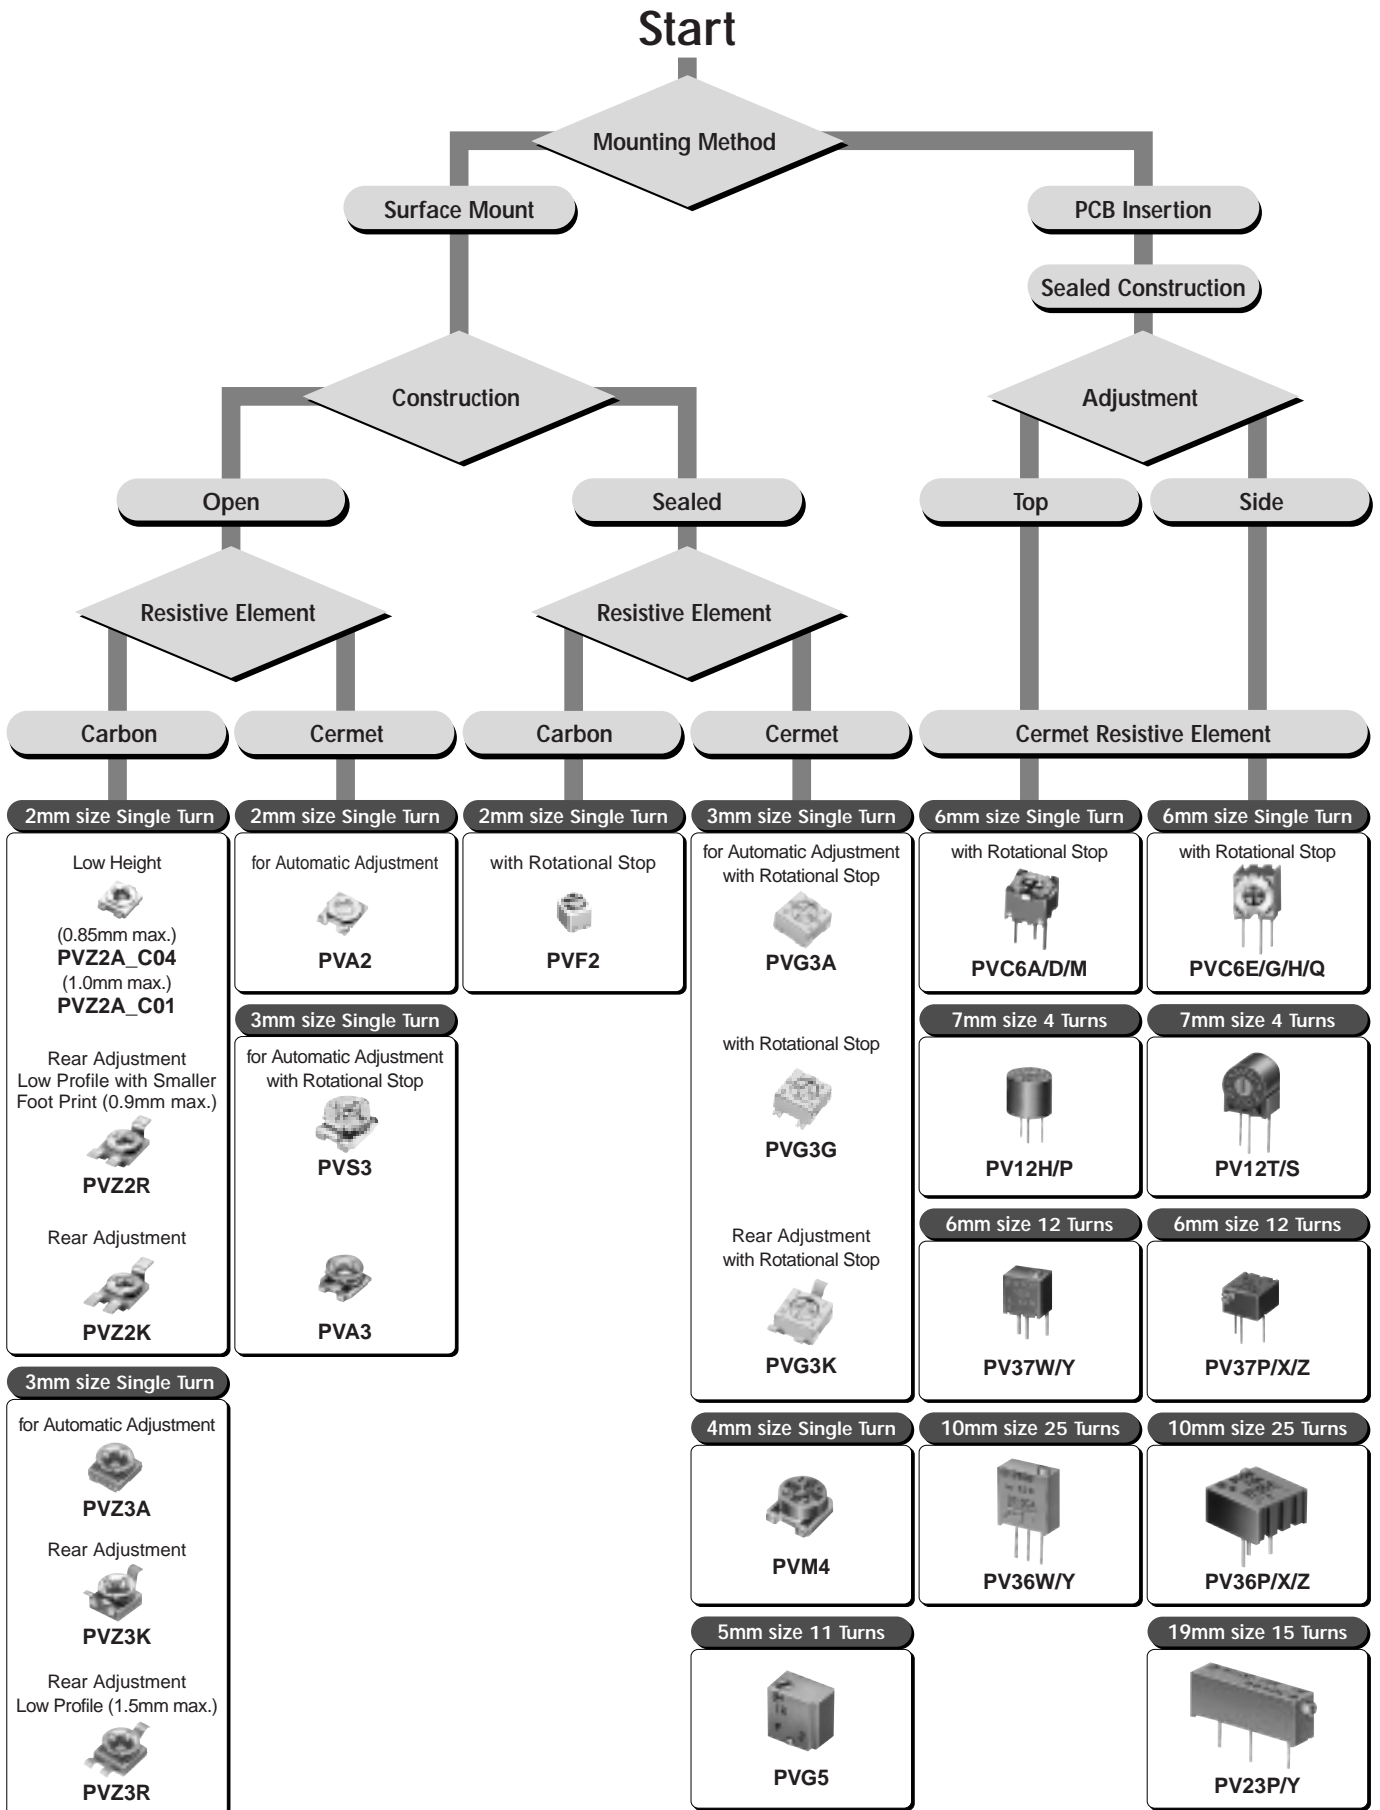 Start
Mounting Method
Surface Mount
PCB Insertion
Sealed Construction
Construction
Adjustment
Open
Sealed
Top
Side
Resistive Element
Resistive Element
Carbon
Cermet
Carbon
Cermet
Cermet Resistive Element
2mm size Single Turn
Low Height
(0.85mm max.)
PVZ2A_C04
(1.0mm max.)
PVZ2A_C01
Rear Adjustment
Low Profile with Smaller
Foot Print (0.9mm max.)
PVZ2R
Rear Adjustment
PVZ2K
3mm size Single Turn
for Automatic Adjustment
PVZ3A
Rear Adjustment
PVZ3K
Rear Adjustment
Low Profile (1.5mm max.)
PVZ3R
2mm size Single Turn
for Automatic Adjustment
PVA2
3mm size Single Turn
for Automatic Adjustment
with Rotational Stop
PVS3
PVA3
2mm size Single Turn
with Rotational Stop
PVF2
3mm size Single Turn
for Automatic Adjustment
with Rotational Stop
PVG3A
with Rotational Stop
PVG3G
Rear Adjustment
with Rotational Stop
PVG3K
4mm size Single Turn
PVM4
5mm size 11 Turns
PVG5
6mm size Single Turn
with Rotational Stop
PVC6A/D/M
7mm size 4 Turns
PV12H/P
6mm size 12 Turns
PV37W/Y
10mm size 25 Turns
PV36W/Y
6mm size Single Turn
with Rotational Stop
PVC6E/G/H/Q
7mm size 4 Turns
PV12T/S
6mm size 12 Turns
PV37P/X/Z
10mm size 25 Turns
PV36P/X/Z
19mm size 15 Turns
PV23P/Y